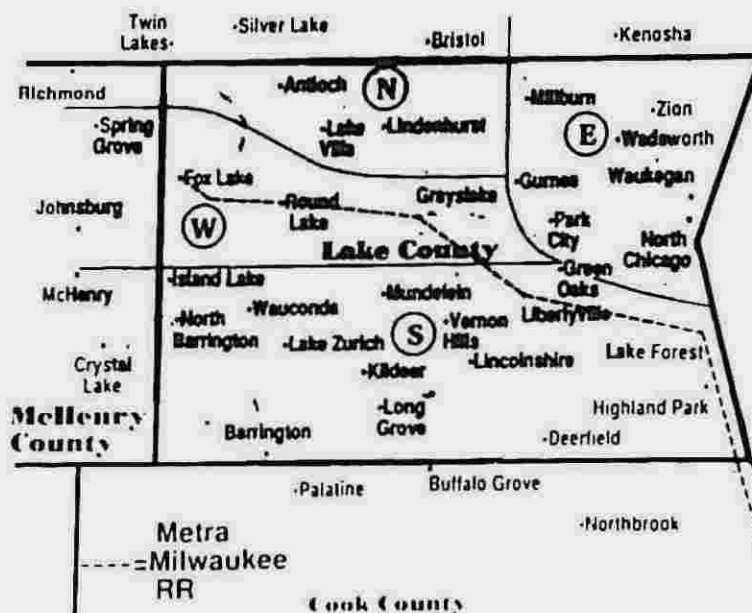 Twin
Lakes
Silver Lake
Bristol
Kenosha
Richmond
Antioch
N
Millburn
Zion
Spring
Grove
Lake
Villa
Lindenhurst
E
Wadsworth
Fox Lake
Round
Lake
Grayslake
Gurnee
Waukegan
Johnsburg
W
Park
City
North
Chicago
Lake County
McHenry
Island Lake
Mundelein
Green
Oaks
Wauconda
North
Barrington
Lake Zurich
S
Vernon
Hills
LibertyVille
Crystal
Lake
Kildeer
Lincolnshire
Lake Forest
McHenry
County
Barrington
Long
Grove
Highland Park
Deerfield
Palatine
Buffalo Grove
Northbrook
Metra
Milwaukee
RR
Cook County